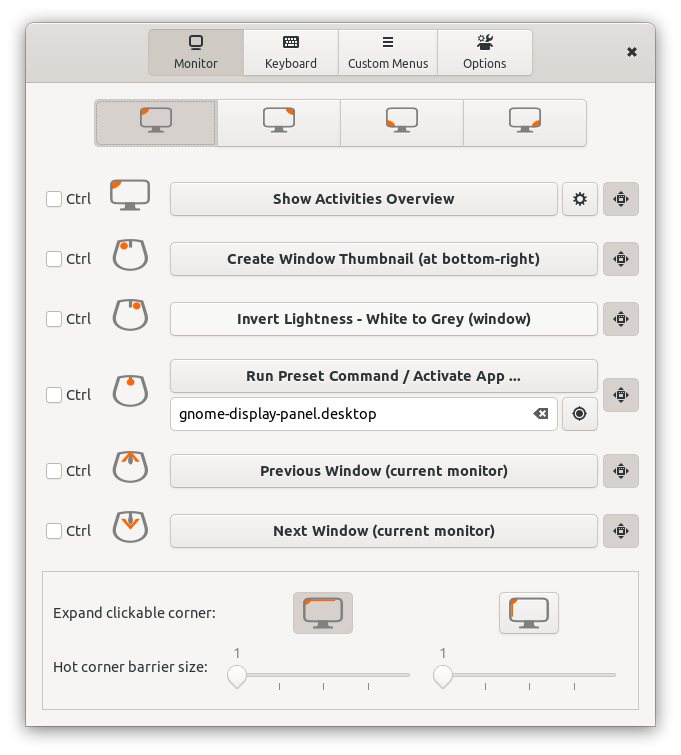 Monitor
Keyboard
Custom Menus
Options
Ctrl
Show Activities Overview
Ctrl
Create Window Thumbnail (at bottom-right)
Ctrl
Invert Lightness - White to Grey (window)
Ctrl
Run Preset Command / Activate App ...
gnome-display-panel.desktop
Ctrl
Previous Window (current monitor)
Ctrl
Next Window (current monitor)
Expand clickable corner:
Hot corner barrier size:
1
1